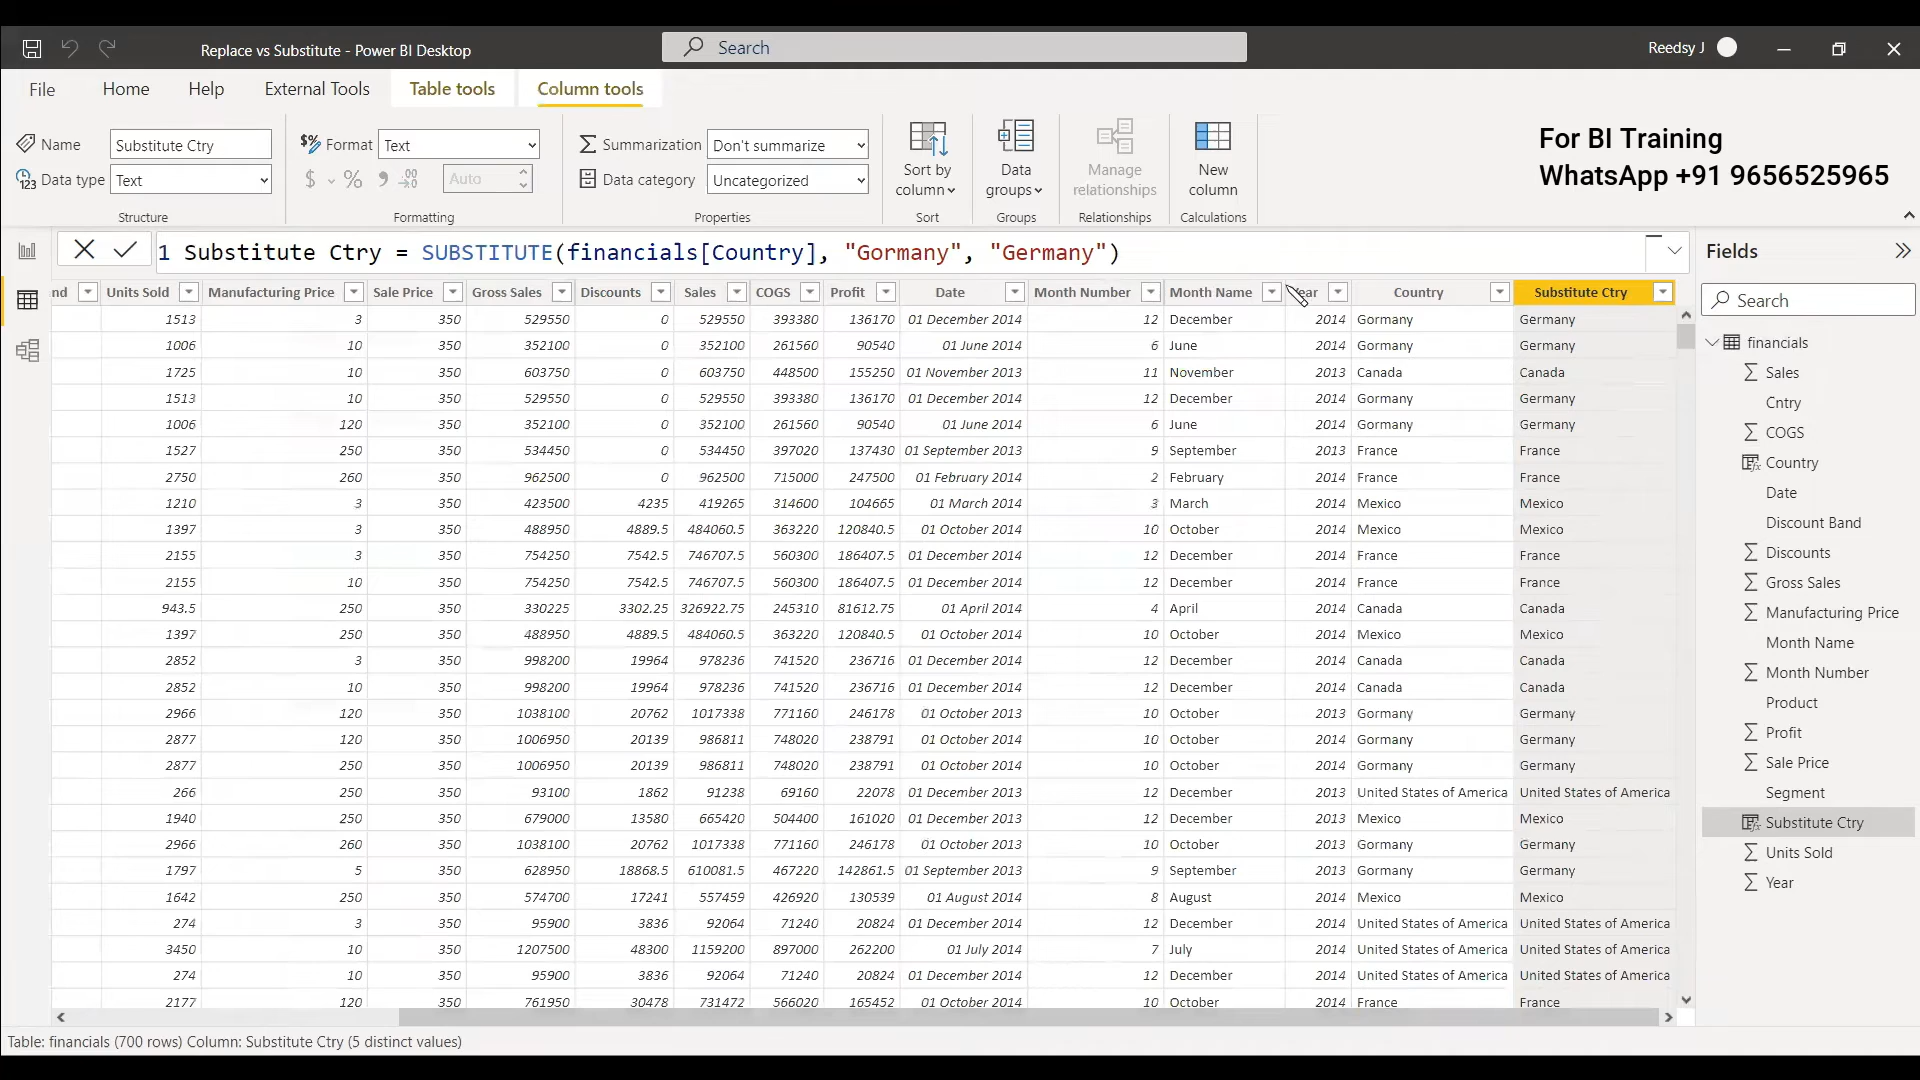 Replace vs Substitute - Power BI Desktop
Search
Reedsy J
File Home Help External Tools Table tools Column tools
Name Substitute Ctry
Format Text
Summarization Don't summarize
Data type Text
$ % 9 .00 Auto
Data category Uncategorized
Sort by column
Data groups
Manage relationships
New column
Structure Formatting Properties Sort Groups Relationships Calculations
For BI Training
WhatsApp +91 9656525965
1 Substitute Ctry = SUBSTITUTE(financials[Country], "Gormany", "Germany")
nd Units Sold Manufacturing Price Sale Price Gross Sales Discounts Sales COGS Profit Date Month Number Month Name Year Country Substitute Ctry
1513 3 350 529550 0 529550 393380 136170 01 December 2014 12 December 2014 Gormany Germany
1006 10 350 352100 0 352100 261560 90540 01 June 2014 6 June 2014 Gormany Germany
1725 10 350 603750 0 603750 448500 155250 01 November 2013 11 November 2013 Canada Canada
1513 10 350 529550 0 529550 393380 136170 01 December 2014 12 December 2014 Gormany Germany
1006 120 350 352100 0 352100 261560 90540 01 June 2014 6 June 2014 Gormany Germany
1527 250 350 534450 0 534450 397020 137430 01 September 2013 9 September 2013 France France
2750 260 350 962500 0 962500 715000 247500 01 February 2014 2 February 2014 France France
1210 3 350 423500 4235 419265 314600 104665 01 March 2014 3 March 2014 Mexico Mexico
1397 3 350 488950 4889.5 484060.5 363220 120840.5 01 October 2014 10 October 2014 Mexico Mexico
2155 3 350 754250 7542.5 746707.5 560300 186407.5 01 December 2014 12 December 2014 France France
2155 10 350 754250 7542.5 746707.5 560300 186407.5 01 December 2014 12 December 2014 France France
943.5 250 350 330225 3302.25 326922.75 245310 81612.75 01 April 2014 4 April 2014 Canada Canada
1397 250 350 488950 4889.5 484060.5 363220 120840.5 01 October 2014 10 October 2014 Mexico Mexico
2852 3 350 998200 19964 978236 741520 236716 01 December 2014 12 December 2014 Canada Canada
2852 10 350 998200 19964 978236 741520 236716 01 December 2014 12 December 2014 Canada Canada
2966 120 350 1038100 20762 1017338 771160 246178 01 October 2013 10 October 2013 Gormany Germany
2877 120 350 1006950 20139 986811 748020 238791 01 October 2014 10 October 2014 Gormany Germany
2877 250 350 1006950 20139 986811 748020 238791 01 October 2014 10 October 2014 Gormany Germany
266 250 350 93100 1862 91238 69160 22078 01 December 2013 12 December 2013 United States of America United States of America
1940 250 350 679000 13580 665420 504400 161020 01 December 2013 12 December 2013 Mexico Mexico
2966 260 350 1038100 20762 1017338 771160 246178 01 October 2013 10 October 2013 Gormany Germany
1797 5 350 628950 18868.5 610081.5 467220 142861.5 01 September 2013 9 September 2013 Gormany Germany
1642 250 350 574700 17241 557459 426920 130539 01 August 2014 8 August 2014 Mexico Mexico
274 3 350 95900 3836 92064 71240 20824 01 December 2014 12 December 2014 United States of America United States of America
3450 10 350 1207500 48300 1159200 897000 262200 01 July 2014 7 July 2014 United States of America United States of America
274 10 350 95900 3836 92064 71240 20824 01 December 2014 12 December 2014 United States of America United States of America
2177 120 350 761950 30478 731472 566020 165452 01 October 2014 10 October 2014 France France
Fields
Search
financials
Sales
Cntry
COGS
Country
Date
Discount Band
Discounts
Gross Sales
Manufacturing Price
Month Name
Month Number
Product
Profit
Sale Price
Segment
Substitute Ctry
Units Sold
Year
Table: financials (700 rows) Column: Substitute Ctry (5 distinct values)